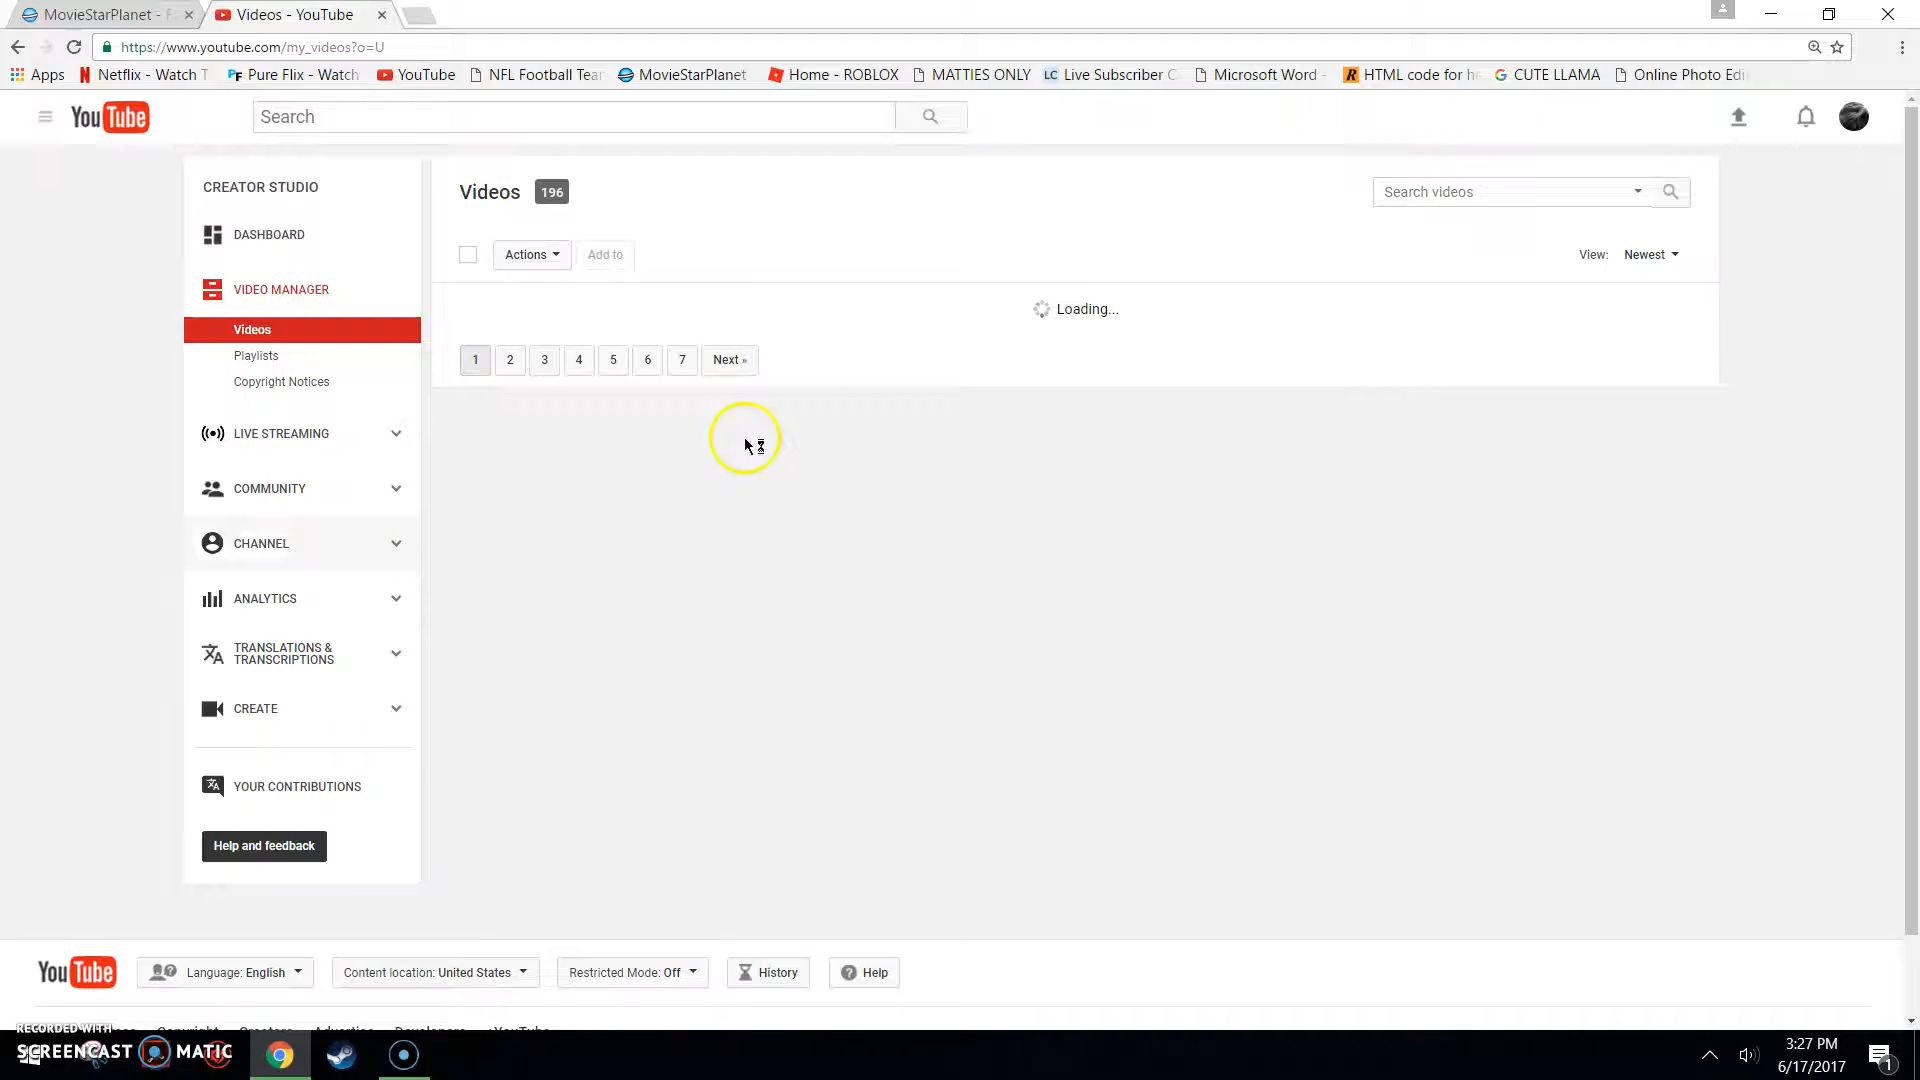 MovieStarPlanet -
Videos - YouTube
https://www.youtube.com/my_videos?o=U
Apps Netflix - Watch T Pure Flix - Watch YouTube NFL Football Tea MovieStarPlanet Home - ROBLOX MATTIES ONLY LC Live Subscriber C Microsoft Word - HTML code for h CUTE LLAMA Online Photo Edi
YouTube
Search
CREATOR STUDIO
DASHBOARD
VIDEO MANAGER
Videos
Playlists
Copyright Notices
LIVE STREAMING
COMMUNITY
CHANNEL
ANALYTICS
TRANSLATIONS &
TRANSCRIPTIONS
CREATE
YOUR CONTRIBUTIONS
Help and feedback
Videos 196
Search videos
Actions Add to
View: Newest
Loading...
1 2 3 4 5 6 7 Next »
YouTube Language: English Content location: United States Restricted Mode: Off History Help
RECORDED WITH
SCREENCAST MATIC
3:27 PM
6/17/2017
1